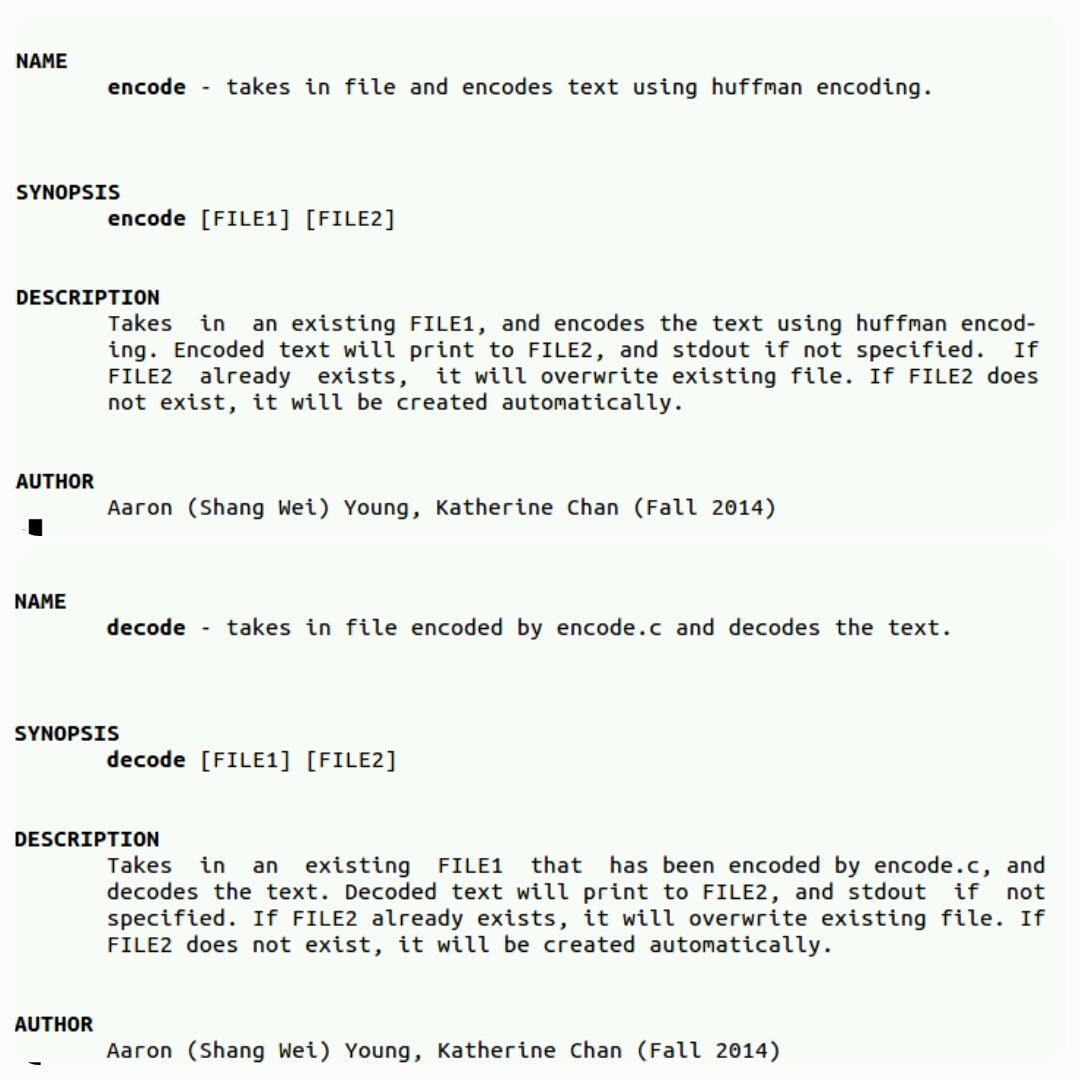 NAME
encode - takes in file and encodes text using huffman encoding.
SYNOPSIS
encode [FILE1] [FILE2]
DESCRIPTION
Takes in an existing FILE1, and encodes the text using huffman encod-
ing. Encoded text will print to FILE2, and stdout if not specified. If
FILE2 already exists, it will overwrite existing file. If FILE2 does
not exist, it will be created automatically.
AUTHOR
Aaron (Shang Wei) Young, Katherine Chan (Fall 2014)
NAME
decode - takes in file encoded by encode.c and decodes the text.
SYNOPSIS
decode [FILE1] [FILE2]
DESCRIPTION
Takes in an existing FILE1 that has been encoded by encode.c, and
decodes the text. Decoded text will print to FILE2, and stdout if not
specified. If FILE2 already exists, it will overwrite existing file. If
FILE2 does not exist, it will be created automatically.
AUTHOR
Aaron (Shang Wei) Young, Katherine Chan (Fall 2014)